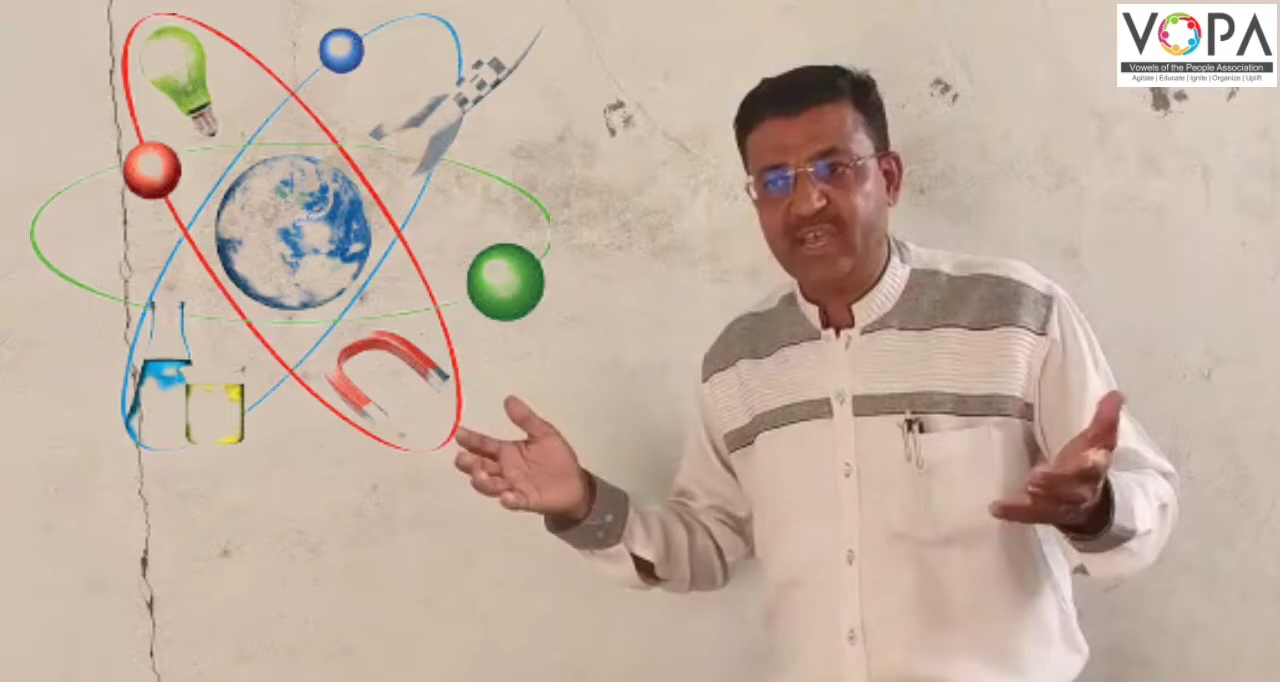 VOPA
Vowels of the People Association
Agitate | Educate | Ignite | Organize | Uplift